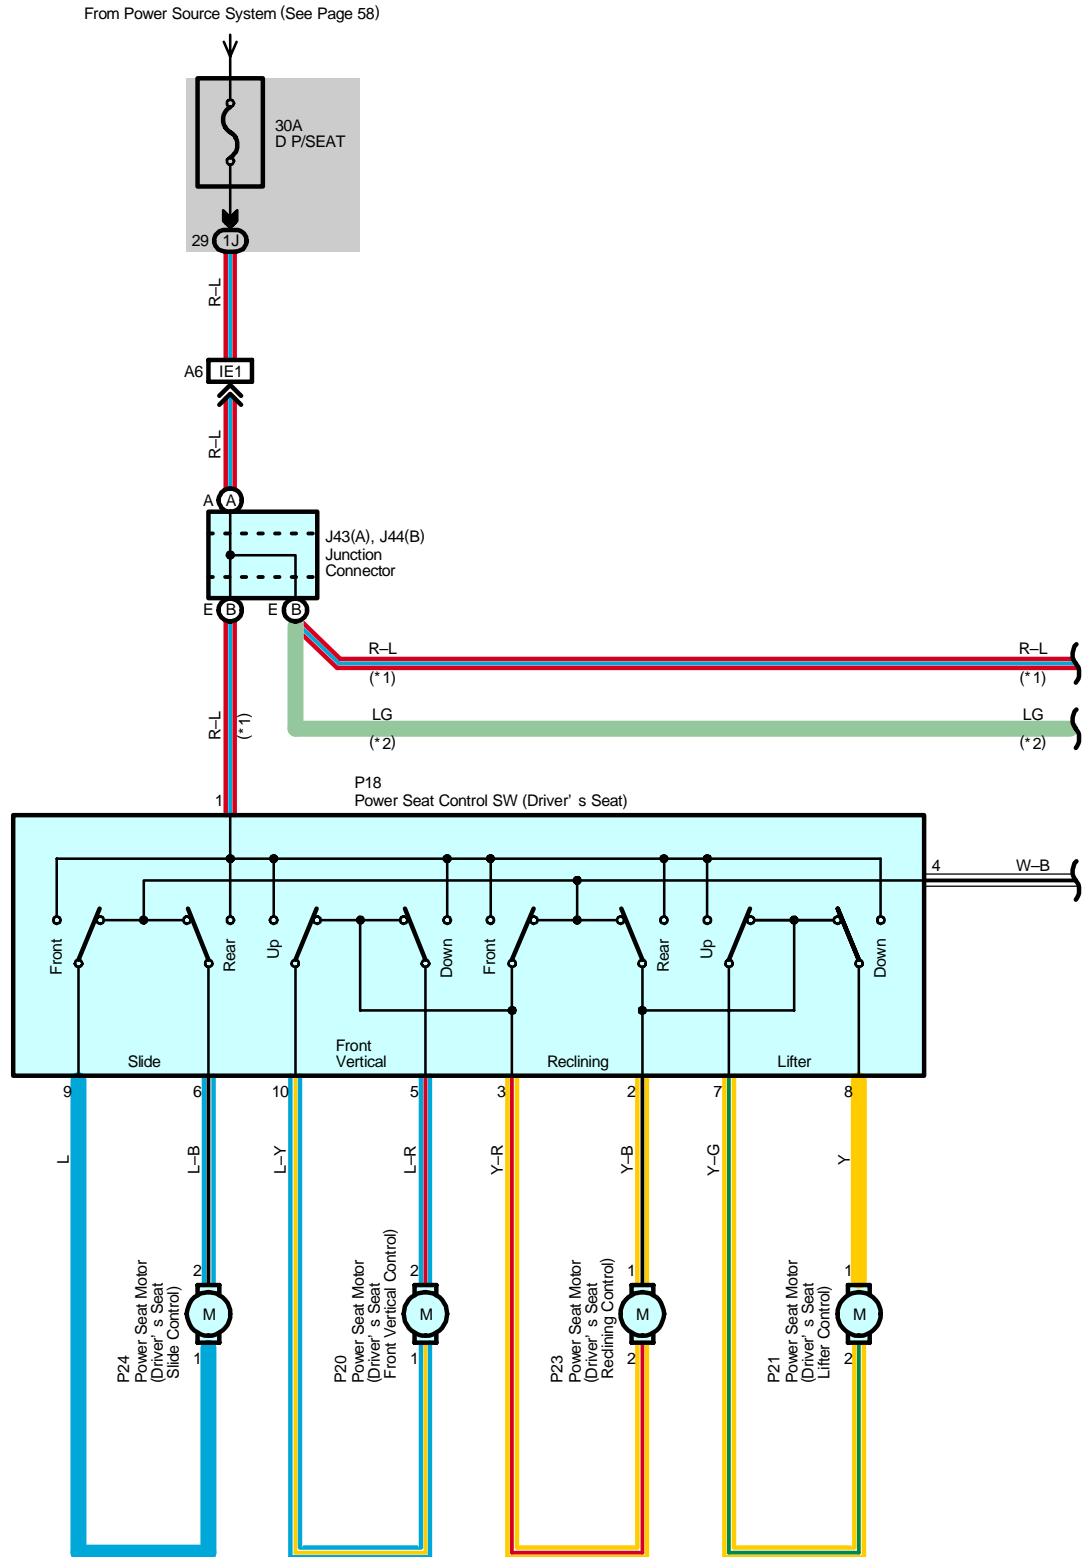 From Power Source System (See Page 58)
30A
D P/SEAT
29 1J
R–L
A6 IE1
R–L
A A
J43(A), J44(B)
Junction
Connector
E B E B
R–L R–L
(*1) (*1)
LG LG
(*2) (*2)
R–L
(*1)
P18
1 Power Seat Control SW (Driver' s Seat)
4 W–B
Front Rear Up Down Front Rear Up Down
Slide
Front
Vertical
Reclining
Lifter
9 6 10 5 3 2 7 8
L L–B L–Y L–R Y–R Y–B Y–G Y
2 2 1 1
M M M M
1 1 2 2
P24
Power Seat Motor
(Driver' s Seat
Slide Control)
P20
Power Seat Motor
(Driver' s Seat
Front Vertical Control)
P23
Power Seat Motor
(Driver' s Seat
Reclining Control)
P21
Power Seat Motor
(Driver' s Seat
Lifter Control)